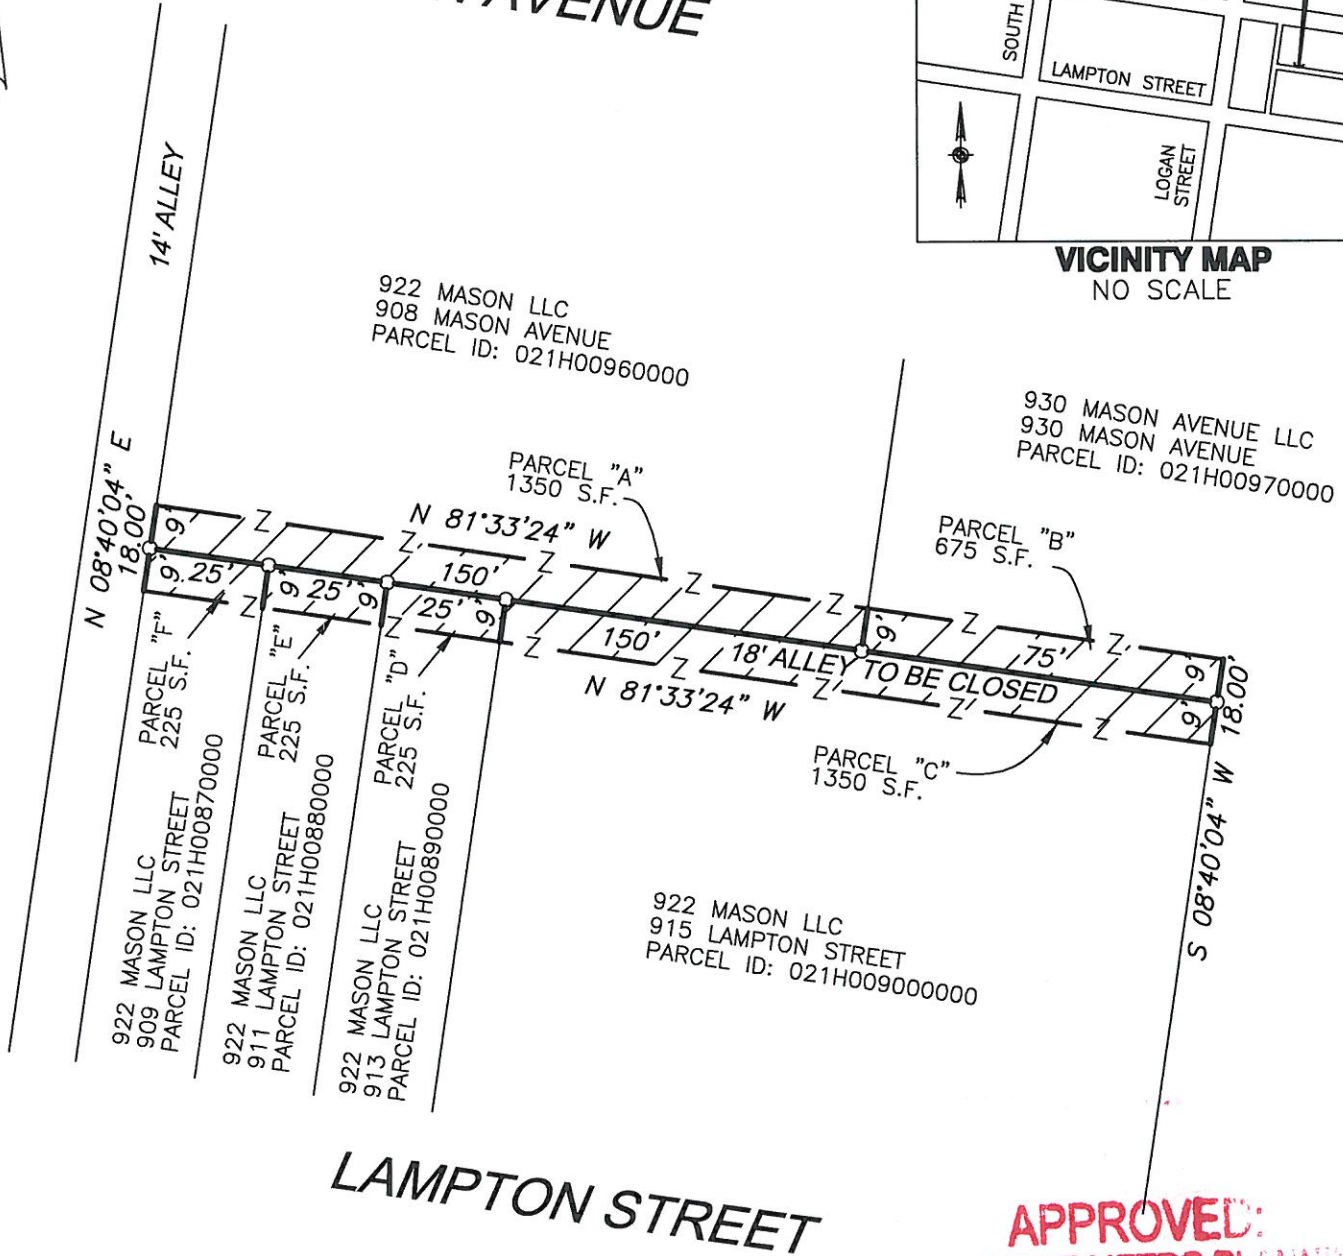 AVENUE
SOUTH
LAMPTON STREET
LOGAN
STREET
VICINITY MAP
NO SCALE
14' ALLEY
922 MASON LLC
908 MASON AVENUE
PARCEL ID: 021H00960000
930 MASON AVENUE LLC
930 MASON AVENUE
PARCEL ID: 021H00970000
PARCEL "A"
1350 S.F.
N 81°33'24" W
PARCEL "B"
675 S.F.
N 08°40'04" E
18.00'
9'
Z
Z
Z
150'
Z
Z
Z
9'
Z
75'
Z
9'
9'
25'
Z
9'
25'
9'
Z
25'
9'
Z
150'
Z
18' ALLEY TO BE CLOSED
Z
Z
Z
9'
18.00'
N 81°33'24" W
S 08°40'04" W
PARCEL "F"
225 S.F.
PARCEL "E"
225 S.F.
PARCEL "D"
225 S.F.
PARCEL "C"
1350 S.F.
922 MASON LLC
909 LAMPTON STREET
PARCEL ID: 021H00870000
922 MASON LLC
911 LAMPTON STREET
PARCEL ID: 021H00880000
922 MASON LLC
913 LAMPTON STREET
PARCEL ID: 021H00890000
922 MASON LLC
915 LAMPTON STREET
PARCEL ID: 021H009000000
LAMPTON STREET
APPROVED: